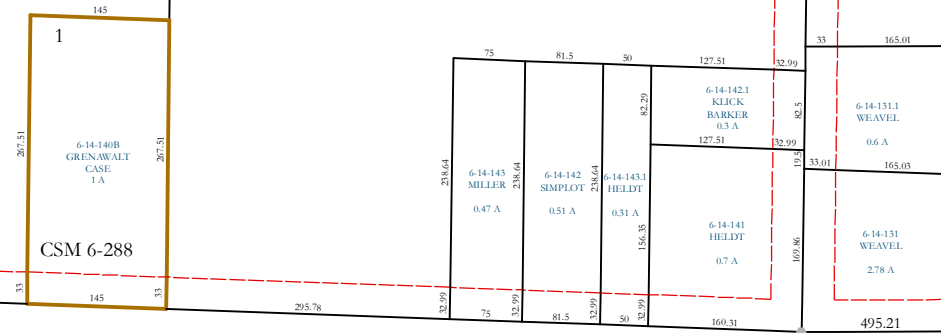 145
1
267.51
267.51
6-14-140B
GRENAWALT
CASE
1 A
CSM 6-288
33
145
33
295.78
75
238.64
6-14-143
MILLER
0.47 A
32.99
75
81.5
238.64
6-14-142
SIMPLOT
0.51 A
32.99
81.5
50
238.64
6-14-143.1
HELDT
0.31 A
32.99
50
127.51
32.99
82.29
6-14-142.1
KLICK
BARKER
0.3 A
82.5
127.51
32.99
19.5
156.35
6-14-141
HELDT
0.7 A
169.86
32.99
160.31
33
165.01
6-14-131.1
WEAVEL
0.6 A
33.01
165.03
6-14-131
WEAVEL
2.78 A
495.21